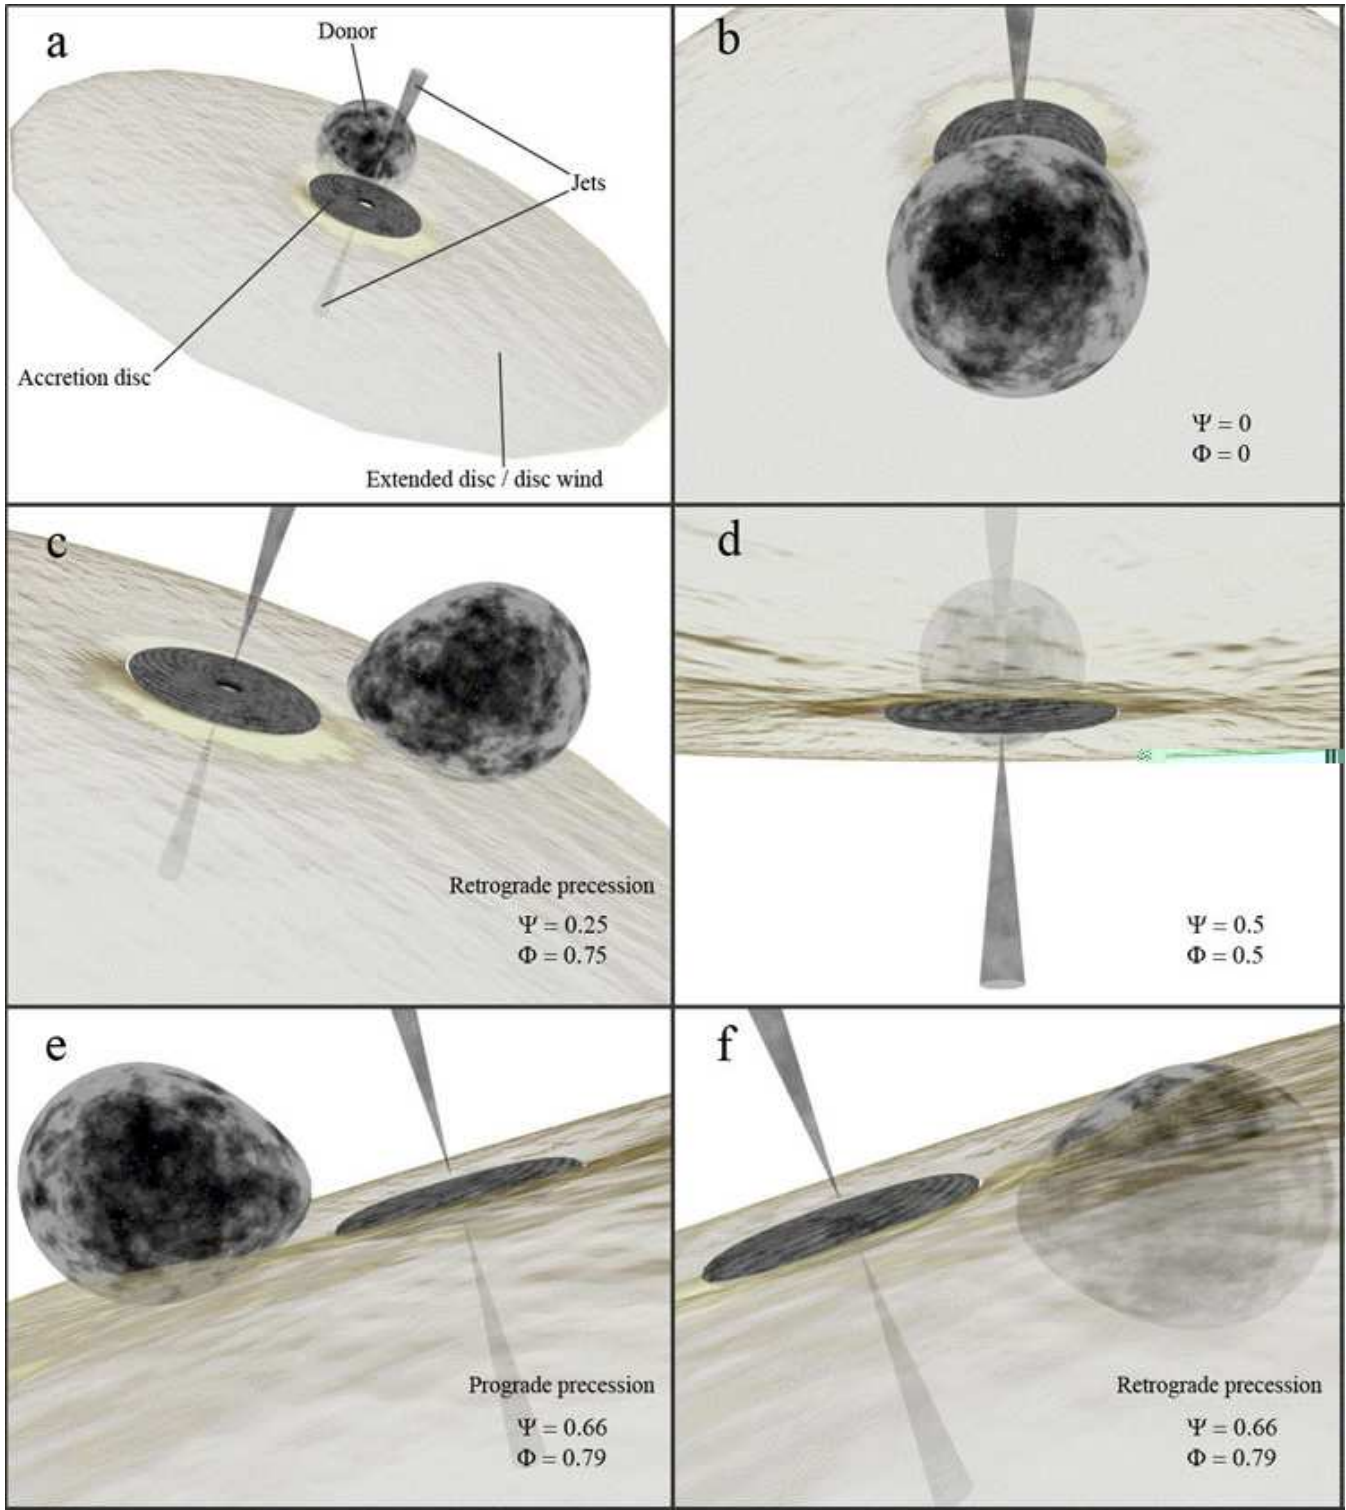 a
Donor
Jets
Accretion disc
Extended disc / disc wind
b
Ψ = 0
Φ = 0
c
Retrograde precession
Ψ = 0.25
Φ = 0.75
d
Ψ = 0.5
Φ = 0.5
e
Prograde precession
Ψ = 0.66
Φ = 0.79
f
Retrograde precession
Ψ = 0.66
Φ = 0.79